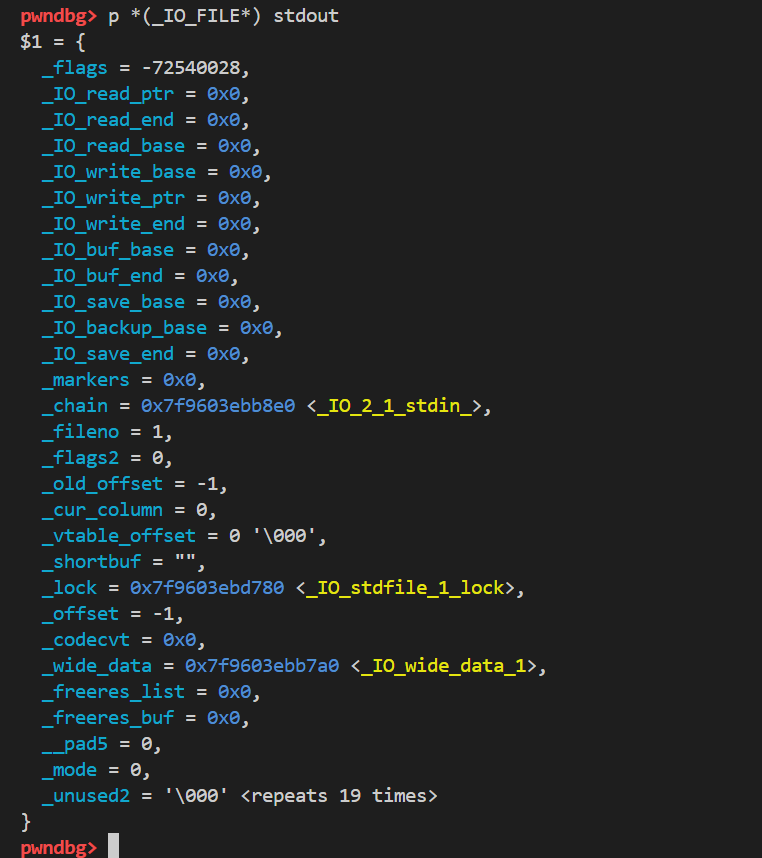 pwndbg> p *(_IO_FILE*) stdout
$1 = {
  _flags = -72540028,
  _IO_read_ptr = 0x0,
  _IO_read_end = 0x0,
  _IO_read_base = 0x0,
  _IO_write_base = 0x0,
  _IO_write_ptr = 0x0,
  _IO_write_end = 0x0,
  _IO_buf_base = 0x0,
  _IO_buf_end = 0x0,
  _IO_save_base = 0x0,
  _IO_backup_base = 0x0,
  _IO_save_end = 0x0,
  _markers = 0x0,
  _chain = 0x7f9603ebb8e0 <_IO_2_1_stdin_>,
  _fileno = 1,
  _flags2 = 0,
  _old_offset = -1,
  _cur_column = 0,
  _vtable_offset = 0 '\000',
  _shortbuf = "",
  _lock = 0x7f9603ebd780 <_IO_stdfile_1_lock>,
  _offset = -1,
  _codecvt = 0x0,
  _wide_data = 0x7f9603ebb7a0 <_IO_wide_data_1>,
  _freeres_list = 0x0,
  _freeres_buf = 0x0,
  __pad5 = 0,
  _mode = 0,
  _unused2 = '\000' <repeats 19 times>
}
pwndbg>